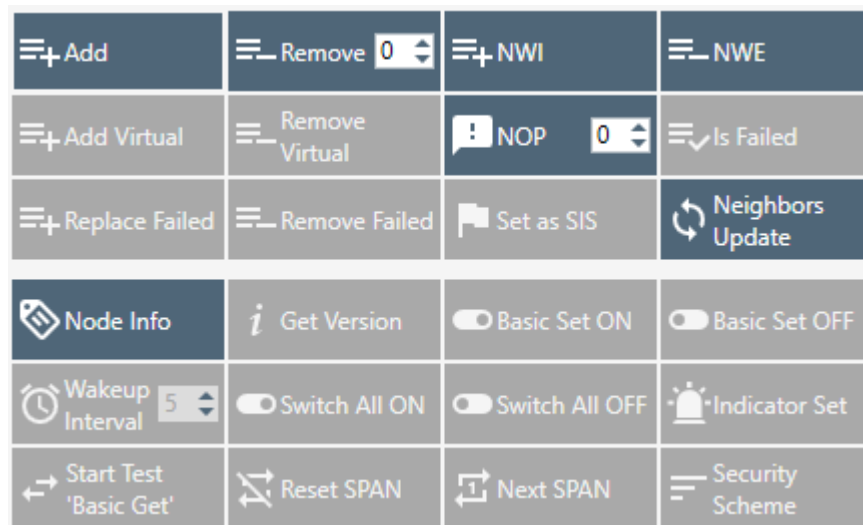 Add
Remove 0
NWI
NWE
Add Virtual
Remove
Virtual
NOP 0
Is Failed
Replace Failed
Remove Failed
Set as SIS
Neighbors
Update
Node Info
Get Version
Basic Set ON
Basic Set OFF
Wakeup
Interval
5
Switch All ON
Switch All OFF
Indicator Set
Start Test
'Basic Get'
Reset SPAN
1
Next SPAN
Security
Scheme